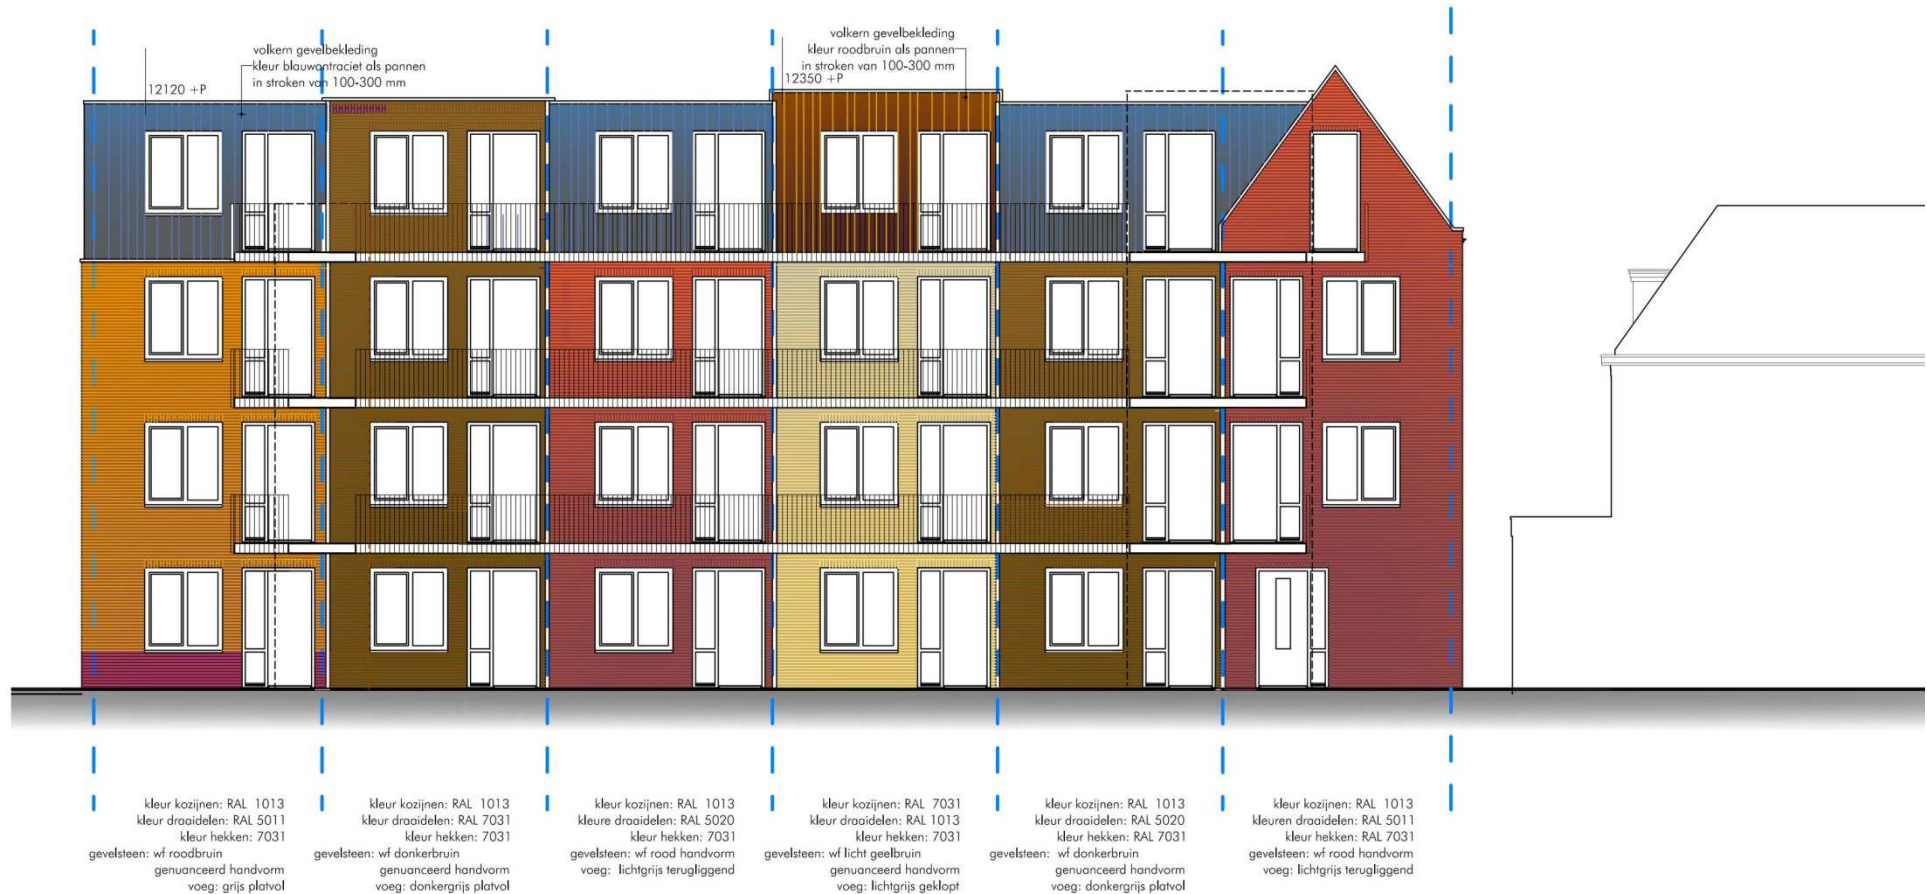 volkern gevelbekleding
kleur blauwantraciet als pannen
in stroken van 100-300 mm
12120 +P
volkern gevelbekleding
kleur roodbruin als pannen
in stroken van 100-300 mm
12350 +P
kleur kozijnen: RAL 1013
kleur draaidelen: RAL 5011
kleur hekken: 7031
gevelsteen: wf roodbruin
genuanceerd handvorm
voeg: grijs platvol
kleur kozijnen: RAL 1013
kleur draaidelen: RAL 7031
kleur hekken: 7031
gevelsteen: wf donkerbruin
genuanceerd handvorm
voeg: donkergrijs platvol
kleur kozijnen: RAL 1013
kleure draaidelen: RAL 5020
kleur hekken: 7031
gevelsteen: wf rood handvorm
voeg: lichtgrijs terugliggend
kleur kozijnen: RAL 7031
kleur draaidelen: RAL 1013
kleur hekken: 7031
gevelsteen: wf licht geelbruin
genuanceerd handvorm
voeg: lichtgrijs geklopt
kleur kozijnen: RAL 1013
kleur draaidelen: RAL 5020
kleur hekken: RAL 7031
gevelsteen: wf donkerbruin
genuanceerd handvorm
voeg: donkergrijs platvol
kleur kozijnen: RAL 1013
kleuren draaidelen: RAL 5011
kleur hekken: RAL 7031
gevelsteen: wf rood handvorm
voeg: lichtgrijs terugliggend